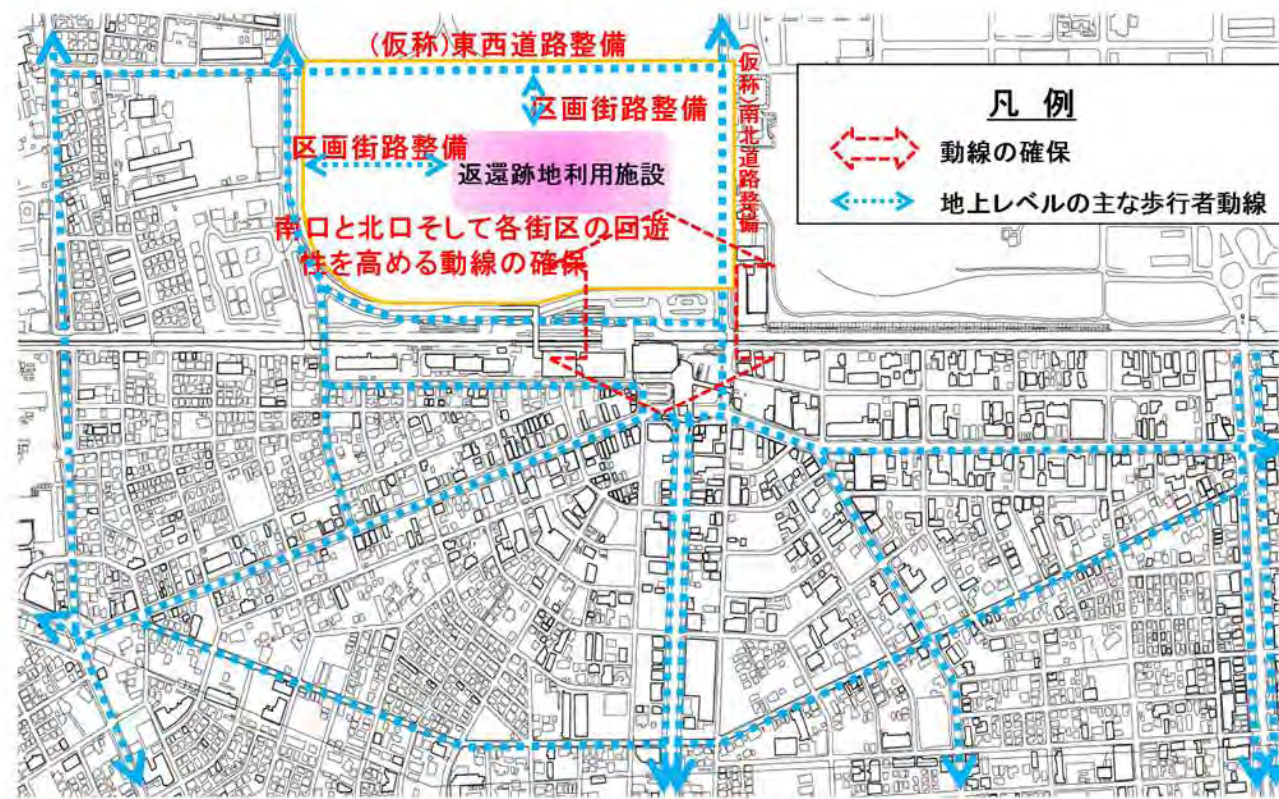 (仮称)東西道路整備
(仮称)南北道路整備
区画街路整備
区画街路整備
返還跡地利用施設
南口と北口そして各街区の回遊
性を高める動線の確保
凡 例
動線の確保
地上レベルの主な歩行者動線